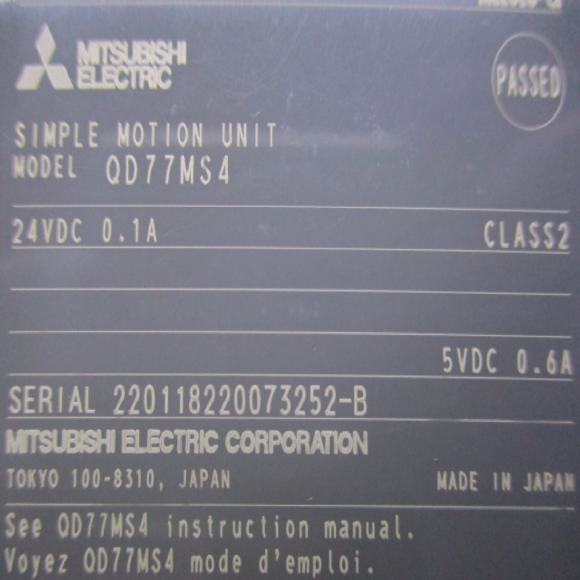 MITSUBISHI
ELECTRIC
PASSED
SIMPLE MOTION UNIT
MODEL QD77MS4
24VDC 0.1A CLASS2
5VDC 0.6A
SERIAL 220118220073252-B
MITSUBISHI ELECTRIC CORPORATION
TOKYO 100-8310, JAPAN MADE IN JAPAN
See QD77MS4 instruction manual.
Voyez QD77MS4 mode d'emploi.